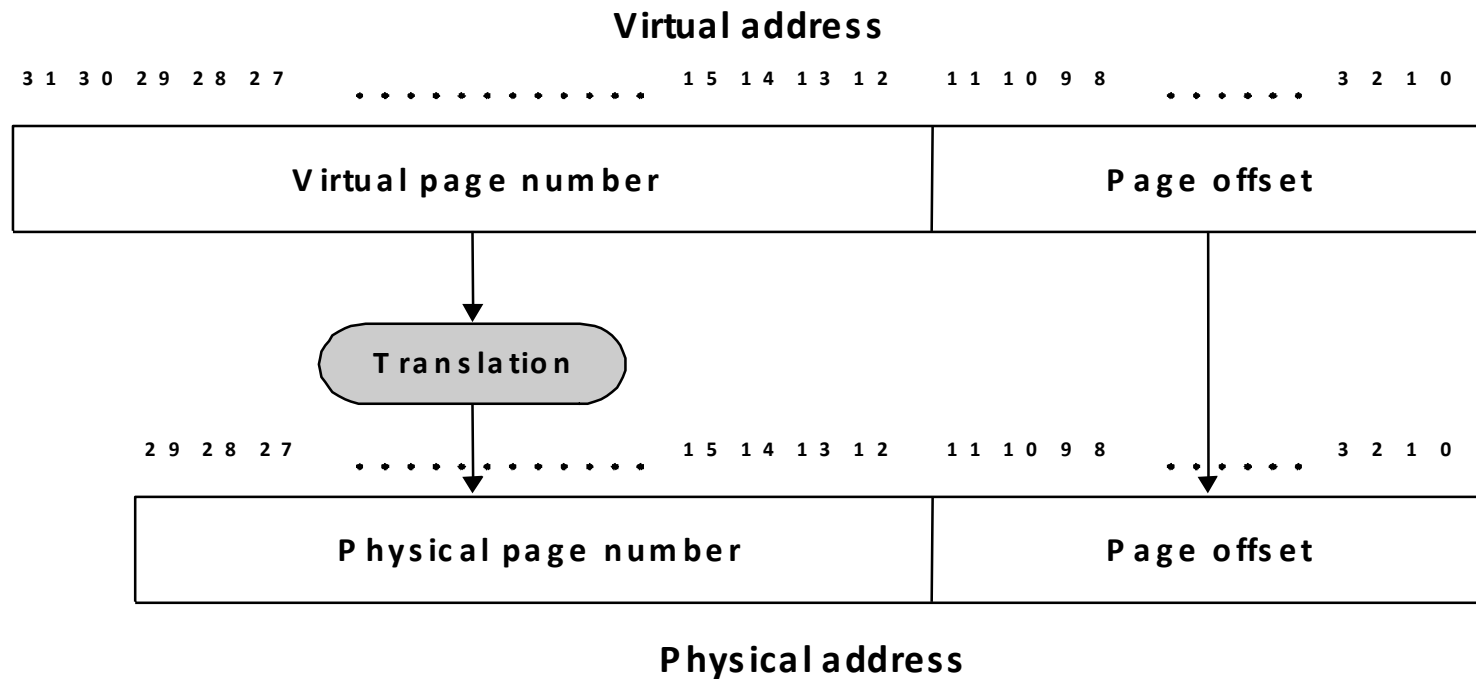 Virtual address
31 30 29 28 27 ............ 15 14 13 12 11 10 9 8 ...... 3 2 1 0
Virtual page number Page offset
Translation
29 28 27 ............ 15 14 13 12 11 10 9 8 ...... 3 2 1 0
Physical page number Page offset
Physical address